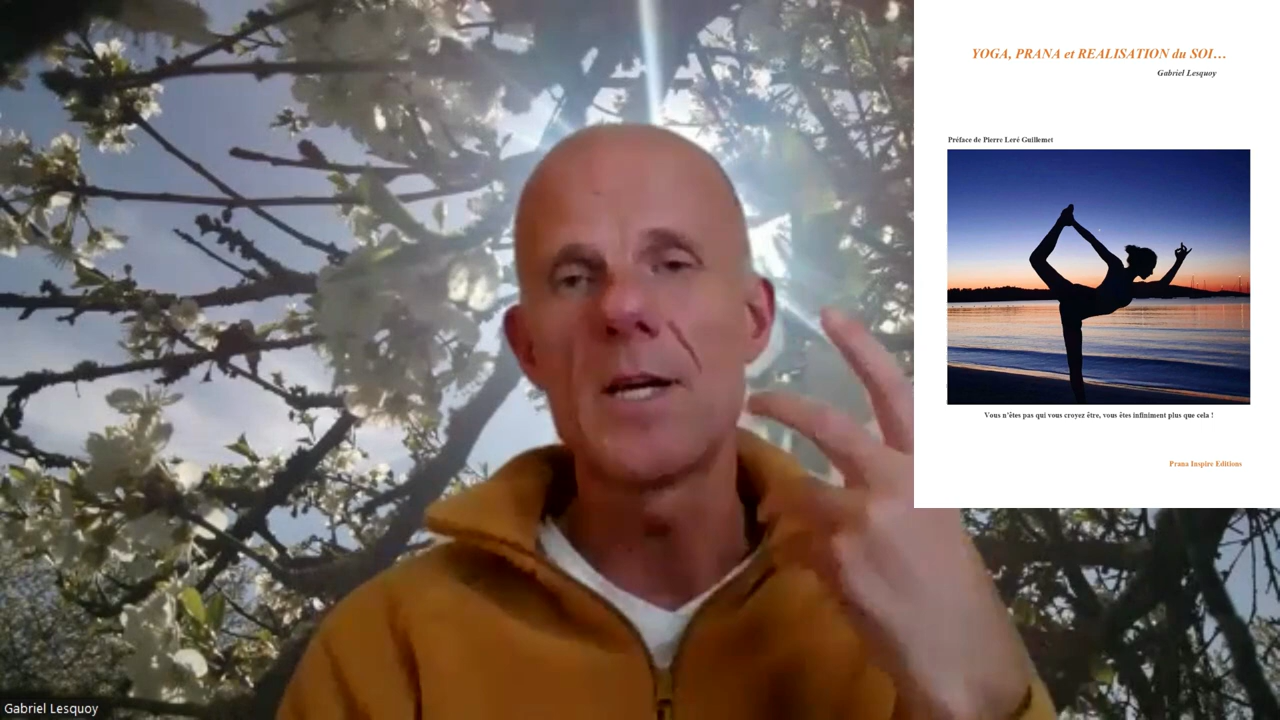 YOGA, PRANA et REALISATION du SOI...
Gabriel Lesquoy
Préface de Pierre Leré Guillemet
Vous n'êtes pas qui vous croyez être, vous êtes infiniment plus que cela !
Prana Inspire Editions
Gabriel Lesquoy